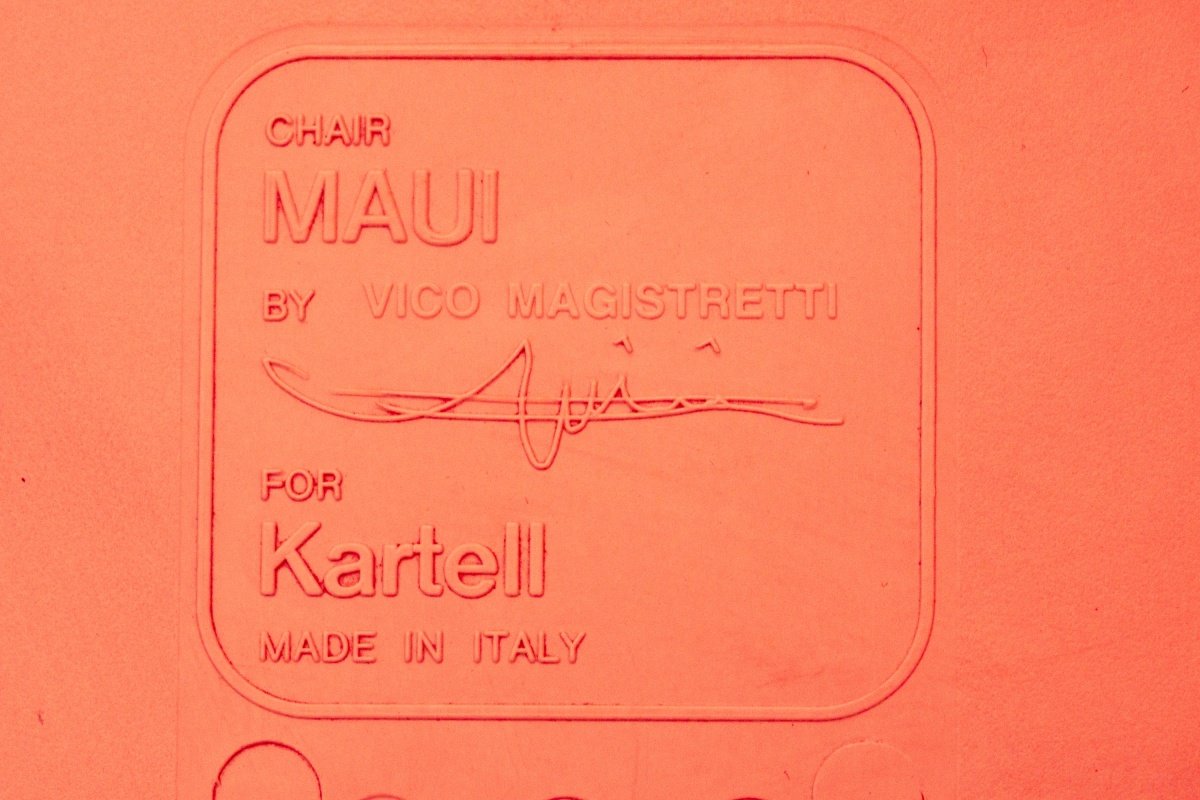 CHAIR
MAUI
BY VICO MAGISTRETTI
FOR
Kartell
MADE IN ITALY